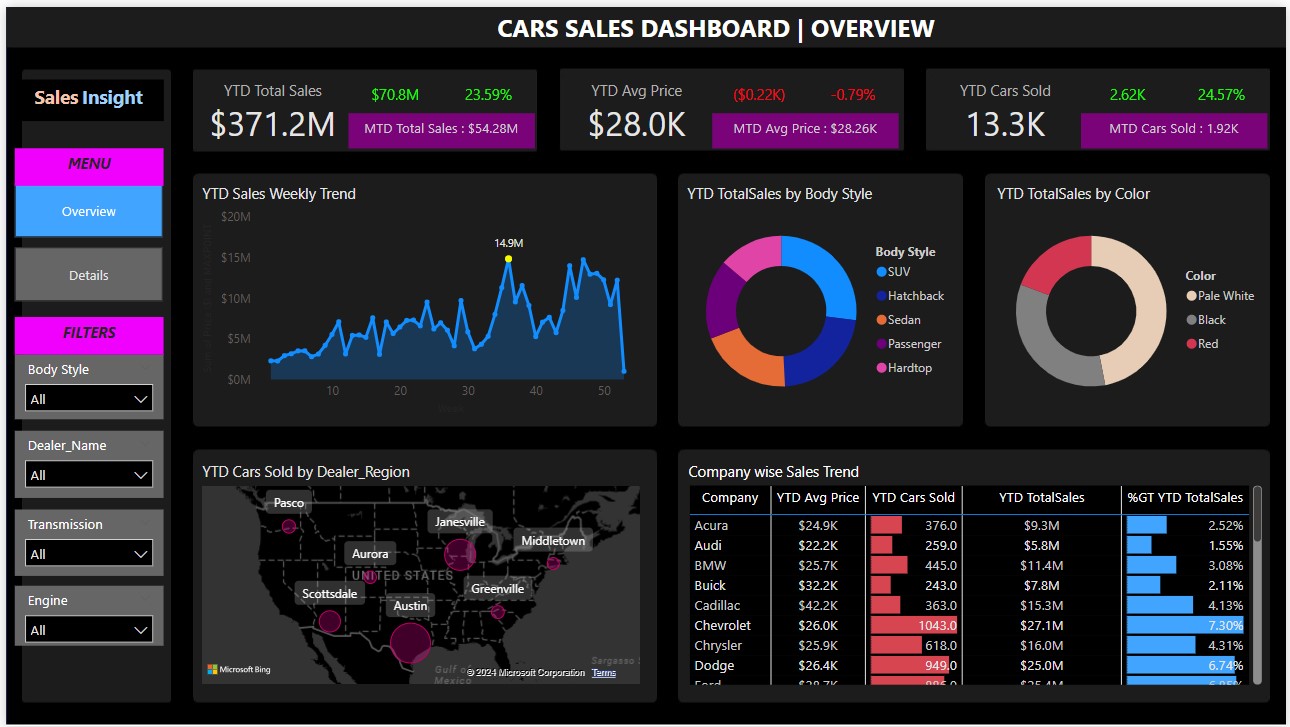 CARS SALES DASHBOARD | OVERVIEW
Sales Insight
MENU
Overview
Details
FILTERS
Body Style
All
Dealer_Name
All
Transmission
All
Engine
All
YTD Total Sales
$371.2M
$70.8M 23.59%
MTD Total Sales : $54.28M
YTD Avg Price
$28.0K
($0.22K) -0.79%
MTD Avg Price : $28.26K
YTD Cars Sold
13.3K
2.62K 24.57%
MTD Cars Sold : 1.92K
YTD Sales Weekly Trend
$20M
$15M
$10M
$5M
$0M
14.9M
10 20 30 40 50
YTD TotalSales by Body Style
Body Style
SUV
Hatchback
Sedan
Passenger
Hardtop
YTD TotalSales by Color
Color
Pale White
Black
Red
YTD Cars Sold by Dealer_Region
Pasco
Janesville
Middletown
Aurora
UNITED STATES
Scottsdale
Greenville
Austin
Gulf of
Mexico
Sargasso
Microsoft Bing
© 2024 Microsoft Corporation Terms
Company wise Sales Trend
Company YTD Avg Price YTD Cars Sold YTD TotalSales %GT YTD TotalSales
Acura $24.9K 376.0 $9.3M 2.52%
Audi $22.2K 259.0 $5.8M 1.55%
BMW $25.7K 445.0 $11.4M 3.08%
Buick $32.2K 243.0 $7.8M 2.11%
Cadillac $42.2K 363.0 $15.3M 4.13%
Chevrolet $26.0K 1043.0 $27.1M 7.30%
Chrysler $25.9K 618.0 $16.0M 4.31%
Dodge $26.4K 949.0 $25.0M 6.74%
Ford